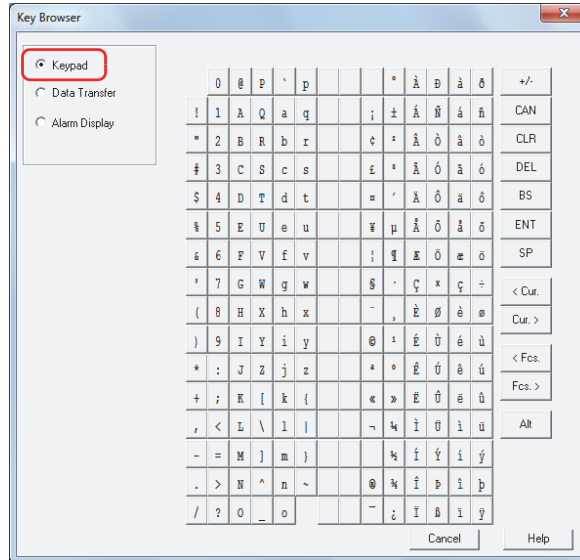 Key Browser
Keypad
Data Transfer
Alarm Display
0 @ P ` p ° À Ð à ð
! 1 A Q a q ¡ ± Á Ñ á ñ
" 2 B R b r ¢ ² Â Ò â ò
# 3 C S c s £ ³ Ã Ó ã ó
$ 4 D T d t ¤ ´ Ä Ô ä ô
% 5 E U e u ¥ µ Å Õ å õ
& 6 F V f v ¦ ¶ Æ Ö æ ö
' 7 G W g w § · Ç × ç ÷
( 8 H X h x ¨ ¸ È Ø è ø
) 9 I Y i y © ¹ É Ù é ù
* : J Z j z ª º Ê Ú ê ú
+ ; K [ k { « » Ë Û ë û
, < L \ l | ¬ ¼ Ì Ü ì ü
- = M ] m } ½ Í Ý í ý
. > N ^ n ~ ® ¾ Î Þ î þ
/ ? O _ o ¯ ¿ Ï ß ï ÿ
+/-
CAN
CLR
DEL
BS
ENT
SP
< Cur.
Cur. >
< Fcs.
Fcs. >
Alt
Cancel
Help